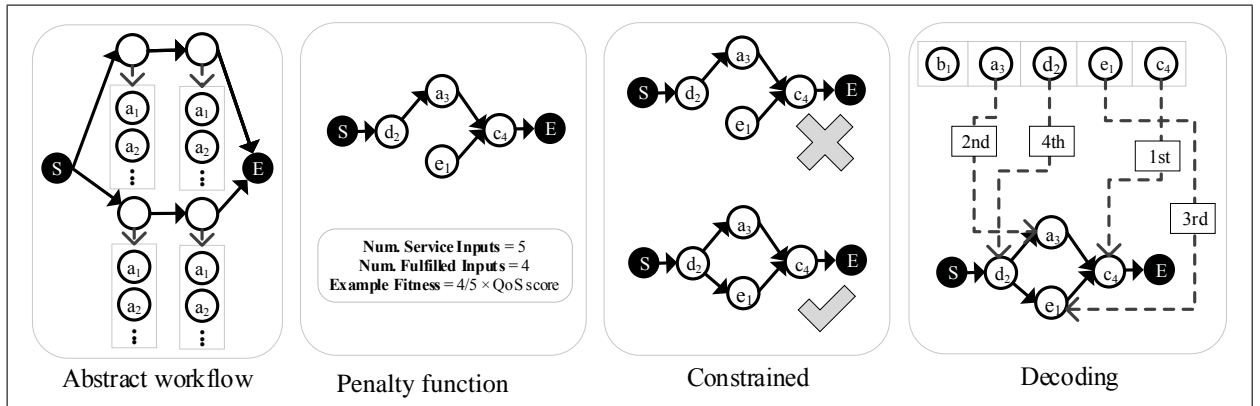 S
a1
a2
a1
a2
E
a1
a2
a1
a2
Abstract workflow
S
d2
a3
e1
c4
E
Num. Service Inputs = 5
Num. Fulfilled Inputs = 4
Example Fitness = 4/5 × QoS score
Penalty function
S
d2
a3
e1
c4
E
S
d2
a3
e1
c4
E
Constrained
b1 a3 d2 e1 c4
2nd
4th
1st
3rd
S
d2
a3
e1
c4
E
Decoding